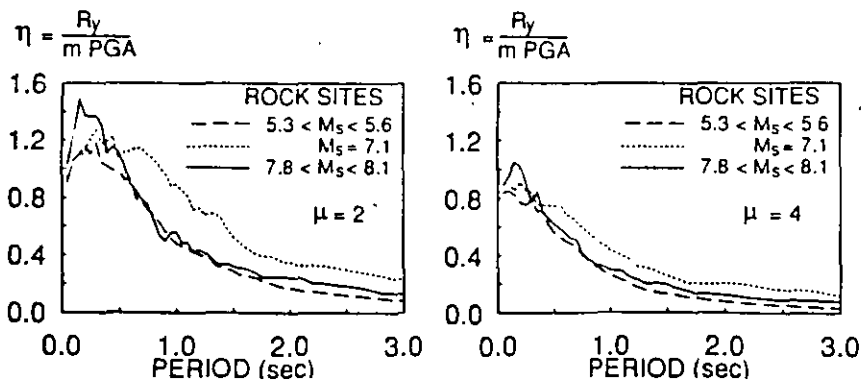 η = Ry / m PGA
1.6
1.2
0.8
0.4
0.0
ROCK SITES
5.3 < Ms < 5.6
Ms = 7.1
7.8 < Ms < 8.1
μ = 2
0.0 1.0 2.0 3.0
PERIOD (sec)
η = Ry / m PGA
1.6
1.2
0.8
0.4
0.0
ROCK SITES
5.3 < Ms < 5 6
Ms = 7.1
7.8 < Ms < 8.1
μ = 4
0.0 1.0 2.0 3.0
PERIOD (sec)